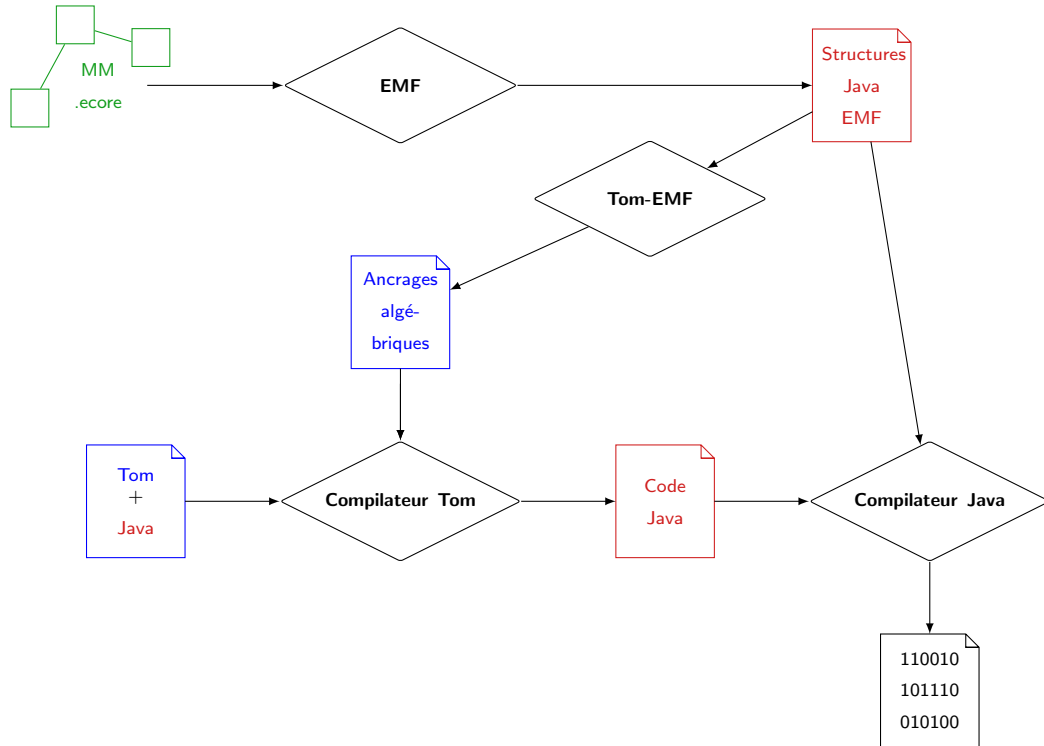 MM
.ecore
EMF
Structures
Java
EMF
Tom-EMF
Ancrages
algé-
briques
Tom
+
Java
Compilateur Tom
Code
Java
Compilateur Java
110010
101110
010100